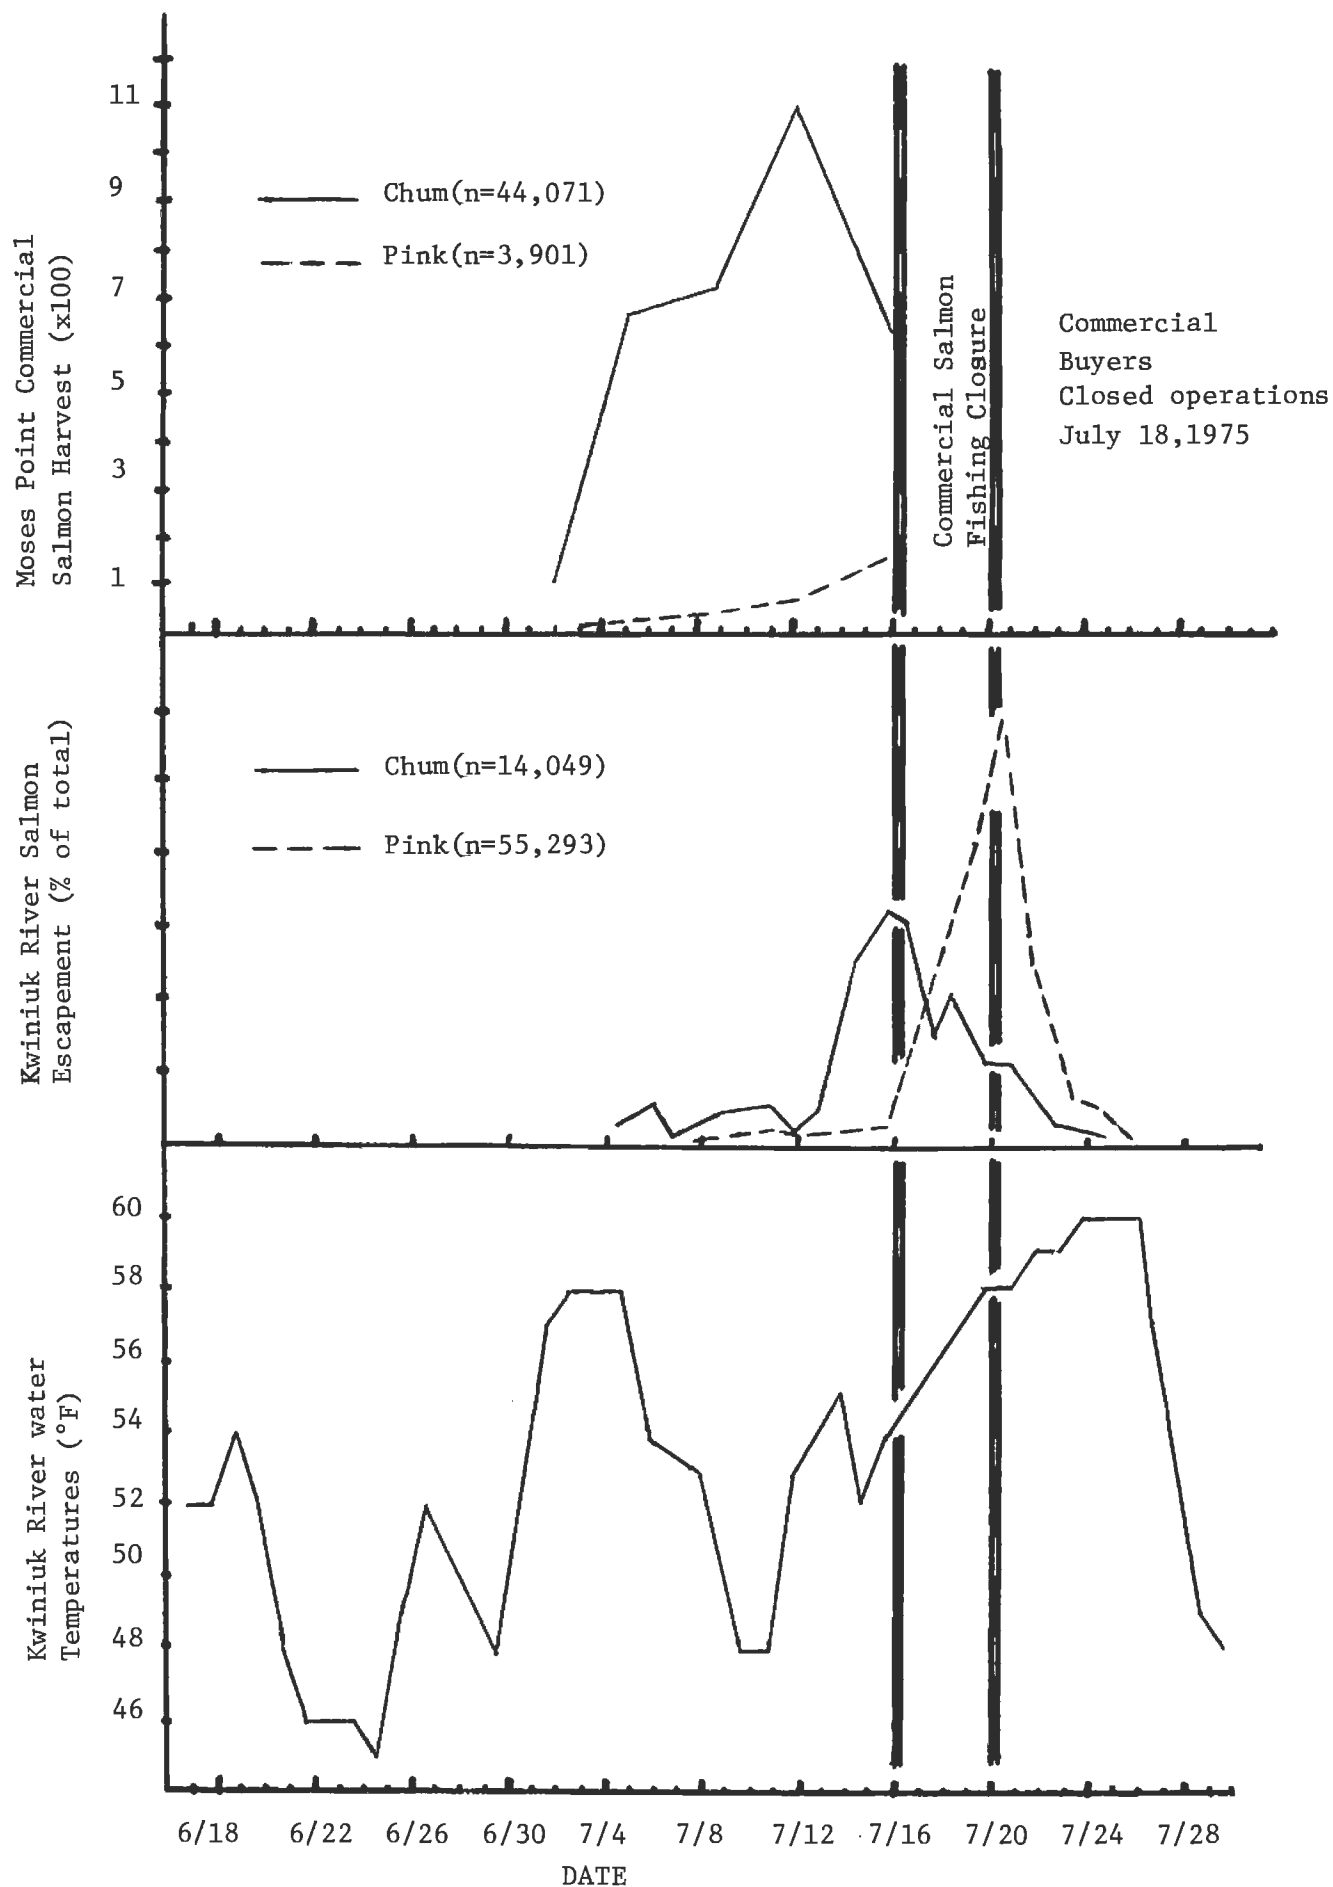 Moses Point Commercial
Salmon Harvest (x100)
11
9
7
5
3
1
Chum(n=44,071)
Pink(n=3,901)
Commercial Salmon
Fishing Closure
Commercial
Buyers
Closed operations
July 18,1975
Kwiniuk River Salmon
Escapement (% of total)
Chum(n=14,049)
Pink(n=55,293)
Kwiniuk River water
Temperatures (°F)
60
58
56
54
52
50
48
46
6/18 6/22 6/26 6/30 7/4 7/8 7/12 7/16 7/20 7/24 7/28
DATE